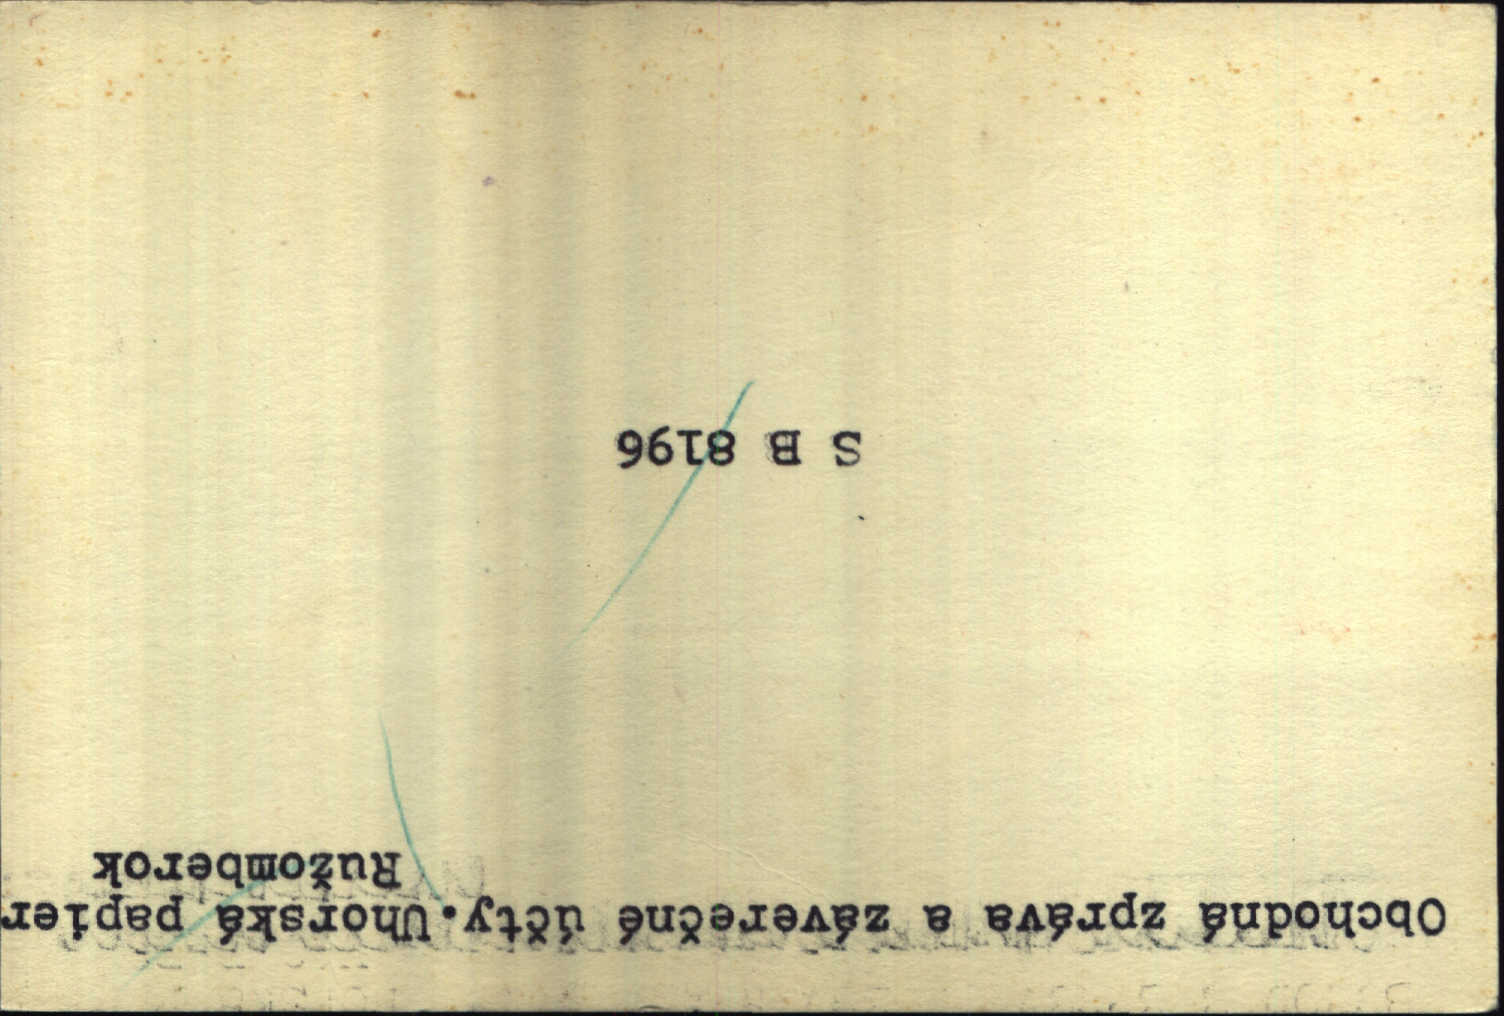 Obchodná zpráva a záverečné účty.Uhorská papier
Ružomberok
S B 8196